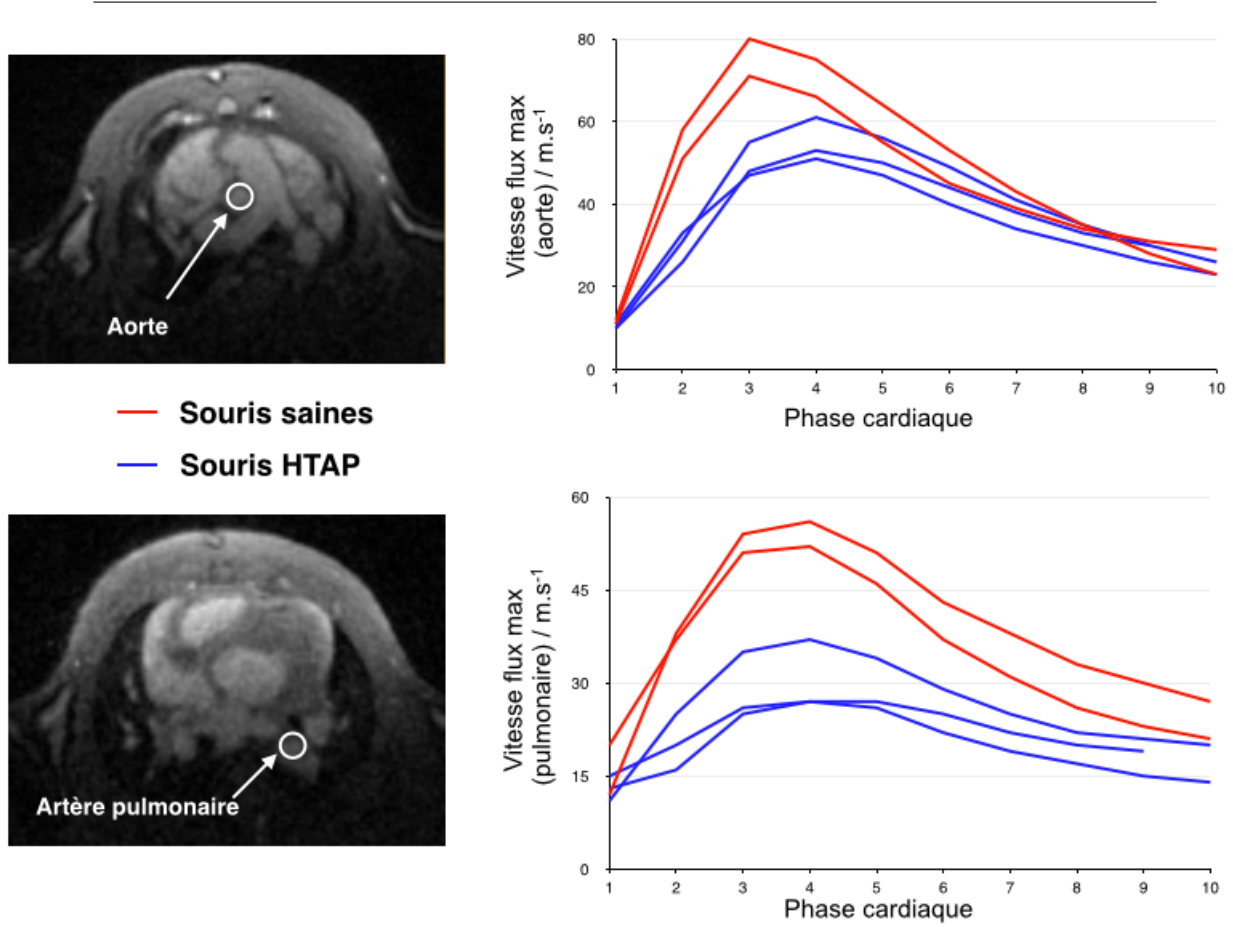 Aorte
80
60
40
20
0
Vitesse flux max
(aorte) / m.s⁻¹
1 2 3 4 5 6 7 8 9 10
Phase cardiaque
Souris saines
Souris HTAP
Artère pulmonaire
60
45
30
15
0
Vitesse flux max
(pulmonaire) / m.s⁻¹
1 2 3 4 5 6 7 8 9 10
Phase cardiaque